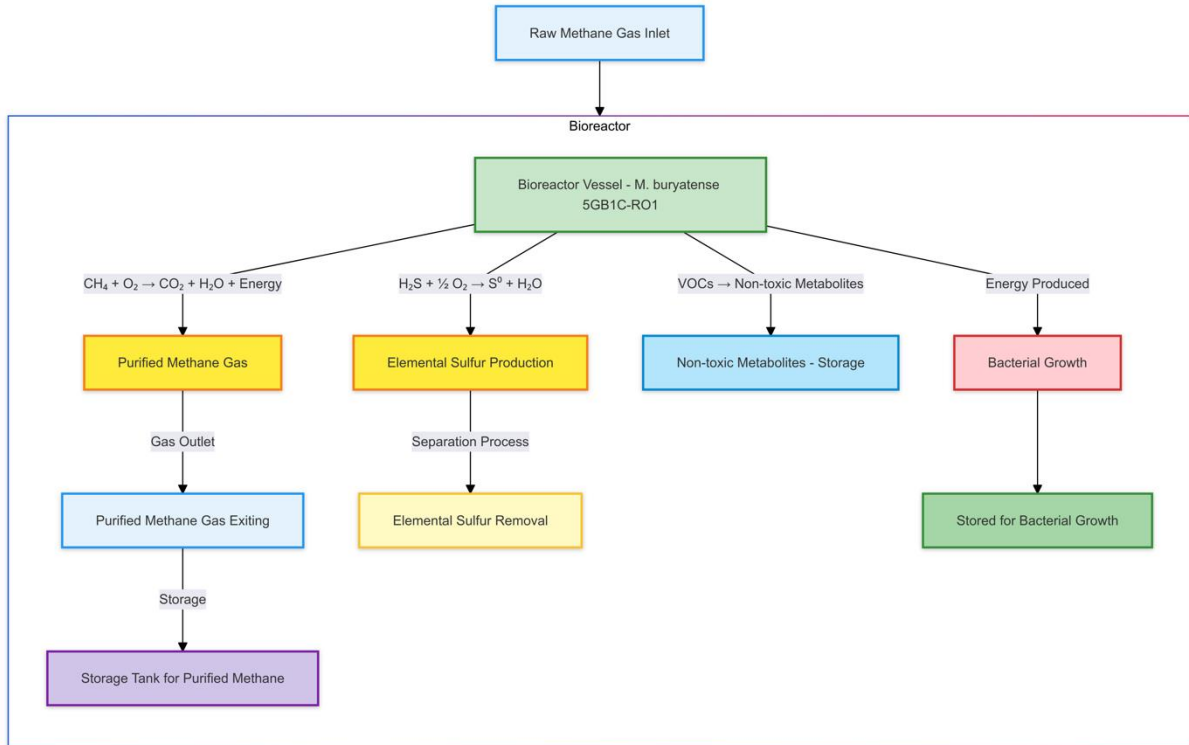 Raw Methane Gas Inlet
Bioreactor
Bioreactor Vessel - M. buryatense
5GB1C-RO1
CH₄ + O₂ → CO₂ + H₂O + Energy
H₂S + ½ O₂ → S⁰ + H₂O
VOCs → Non-toxic Metabolites
Energy Produced
Purified Methane Gas
Elemental Sulfur Production
Non-toxic Metabolites - Storage
Bacterial Growth
Gas Outlet
Separation Process
Purified Methane Gas Exiting
Elemental Sulfur Removal
Stored for Bacterial Growth
Storage
Storage Tank for Purified Methane